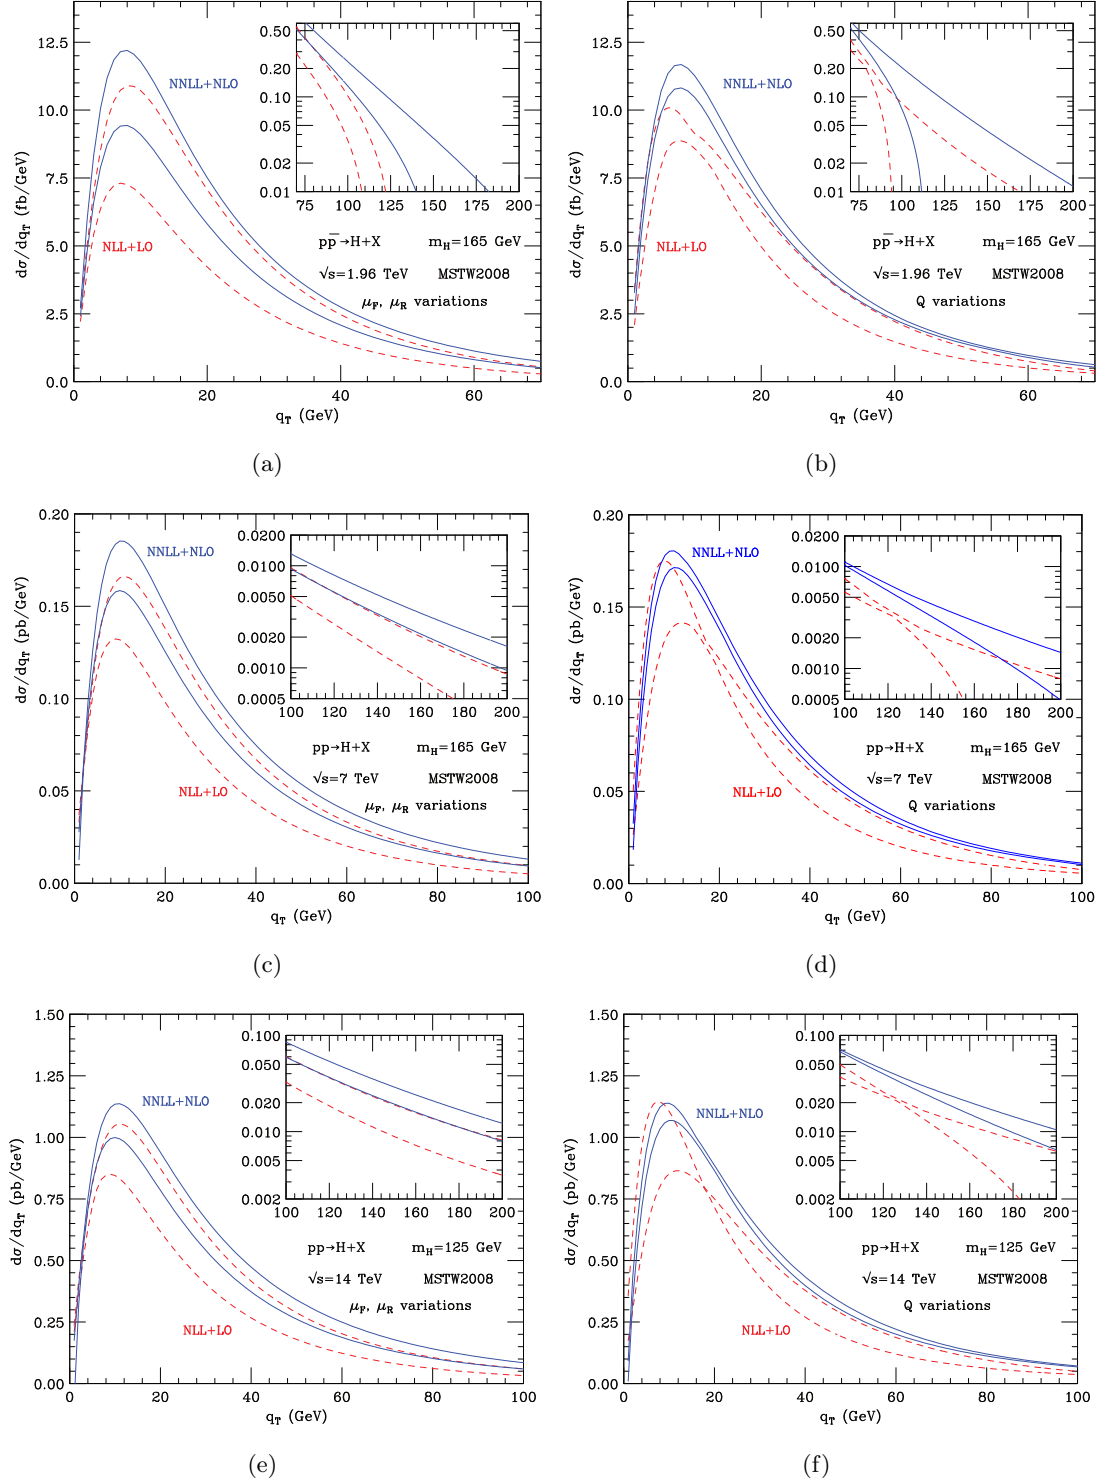 dσ/dq_T (fb/GeV)
12.5
10.0
7.5
5.0
2.5
0.0
0 20 40 60
q_T (GeV)
NNLL+NLO
NLL+LO
0.50
0.20
0.10
0.05
0.02
0.01
75 100 125 150 175 200
pp̅→H+X m_H=165 GeV
√s=1.96 TeV MSTW2008
μ_F, μ_R variations
(a)
dσ/dq_T (fb/GeV)
12.5
10.0
7.5
5.0
2.5
0.0
0 20 40 60
q_T (GeV)
NNLL+NLO
NLL+LO
0.50
0.20
0.10
0.05
0.02
0.01
75 100 125 150 175 200
pp̅→H+X m_H=165 GeV
√s=1.96 TeV MSTW2008
Q variations
(b)
dσ/dq_T (pb/GeV)
0.20
0.15
0.10
0.05
0.00
0 20 40 60 80 100
q_T (GeV)
NNLL+NLO
NLL+LO
0.0200
0.0100
0.0050
0.0020
0.0010
0.0005
100 120 140 160 180 200
pp→H+X m_H=165 GeV
√s=7 TeV MSTW2008
μ_F, μ_R variations
(c)
dσ/dq_T (pb/GeV)
0.20
0.15
0.10
0.05
0.00
0 20 40 60 80 100
q_T (GeV)
NNLL+NLO
NLL+LO
0.0200
0.0100
0.0050
0.0020
0.0010
0.0005
100 120 140 160 180 200
pp→H+X m_H=165 GeV
√s=7 TeV MSTW2008
Q variations
(d)
dσ/dq_T (pb/GeV)
1.50
1.25
1.00
0.75
0.50
0.25
0.00
0 20 40 60 80 100
q_T (GeV)
NNLL+NLO
NLL+LO
0.100
0.050
0.020
0.010
0.005
0.002
100 120 140 160 180 200
pp→H+X m_H=125 GeV
√s=14 TeV MSTW2008
μ_F, μ_R variations
(e)
dσ/dq_T (pb/GeV)
1.50
1.25
1.00
0.75
0.50
0.25
0.00
0 20 40 60 80 100
q_T (GeV)
NNLL+NLO
NLL+LO
0.100
0.050
0.020
0.010
0.005
0.002
100 120 140 160 180 200
pp→H+X m_H=125 GeV
√s=14 TeV MSTW2008
Q variations
(f)